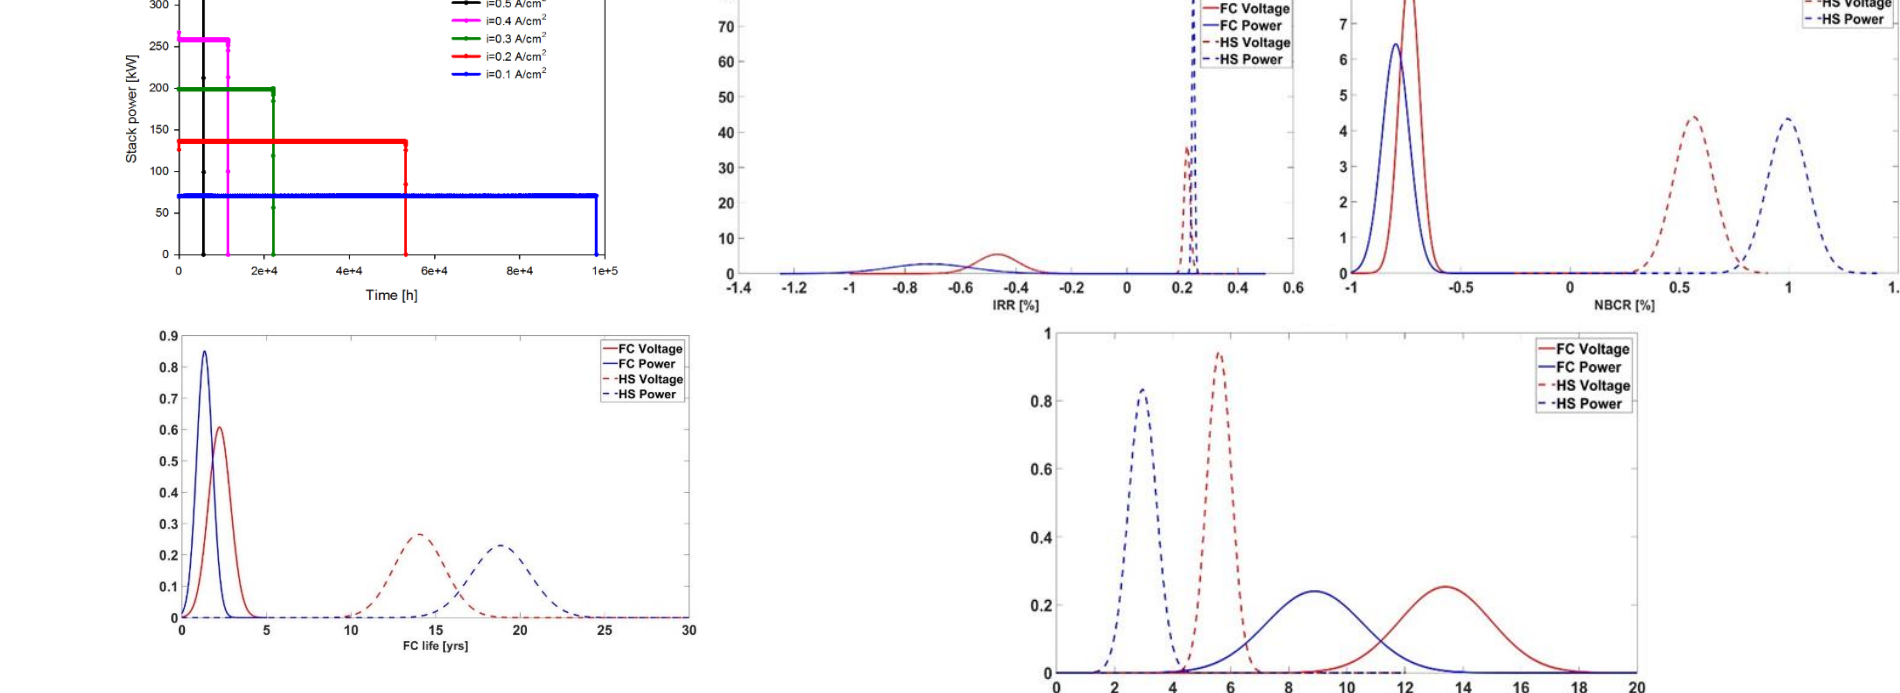 300
250
200
150
100
50
0
Stack power [kW]
i=0.5 A/cm²
i=0.4 A/cm²
i=0.3 A/cm²
i=0.2 A/cm²
i=0.1 A/cm²
0 2e+4 4e+4 6e+4 8e+4 1e+5
Time [h]
70
60
50
40
30
20
10
0
FC Voltage
FC Power
HS Voltage
HS Power
-1.4 -1.2 -1 -0.8 -0.6 -0.4 -0.2 0 0.2 0.4 0.6
IRR [%]
7
6
5
4
3
2
1
0
HS Voltage
HS Power
-1 -0.5 0 0.5 1 1.
NBCR [%]
0.9
0.8
0.7
0.6
0.5
0.4
0.3
0.2
0.1
0
FC Voltage
FC Power
HS Voltage
HS Power
0 5 10 15 20 25 30
FC life [yrs]
1
0.8
0.6
0.4
0.2
0
FC Voltage
FC Power
HS Voltage
HS Power
0 2 4 6 8 10 12 14 16 18 20